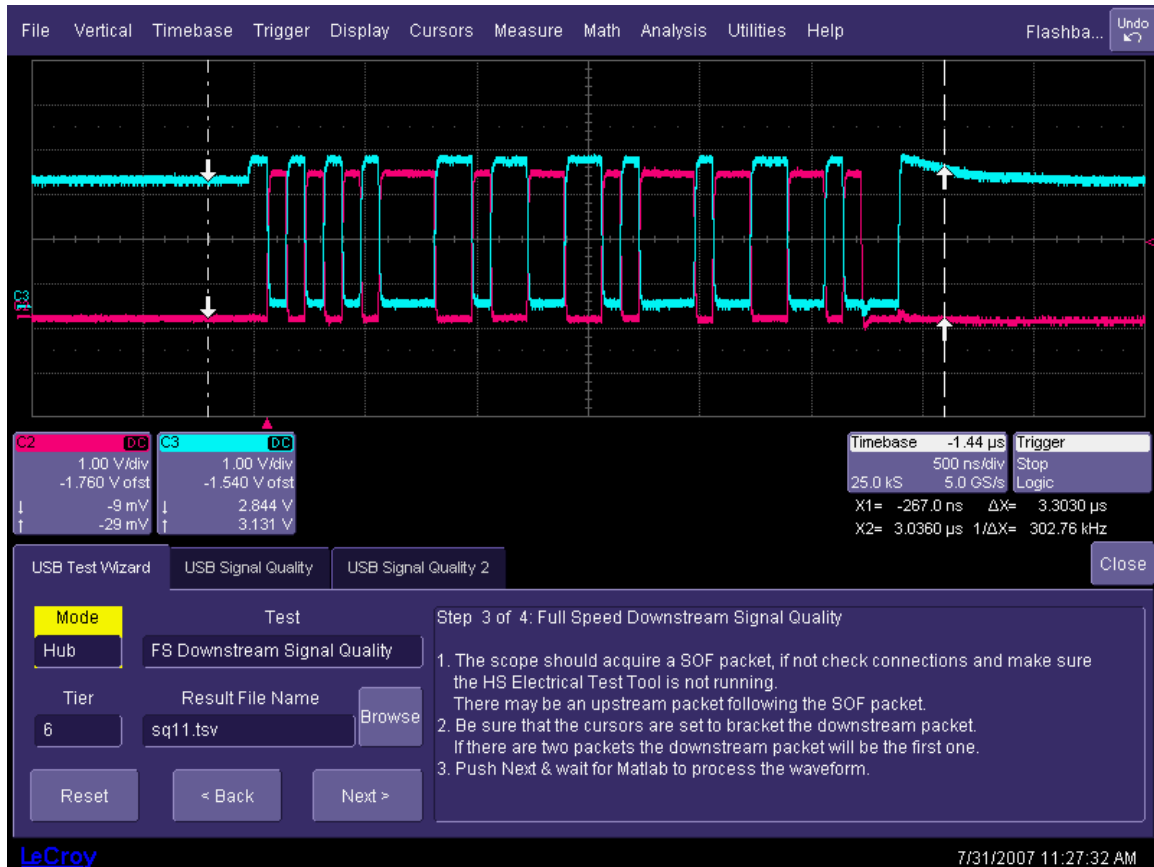 File Vertical Timebase Trigger Display Cursors Measure Math Analysis Utilities Help Flashba... Undo
C3
C2 DC
1.00 V/div
-1.760 V ofst
↓ -9 mV
↑ -29 mV
C3 DC
1.00 V/div
-1.540 V ofst
↓ 2.844 V
↑ 3.131 V
Timebase -1.44 µs
500 ns/div
25.0 kS 5.0 GS/s
Trigger
Stop
Logic
X1= -267.0 ns ΔX= 3.3030 µs
X2= 3.0360 µs 1/ΔX= 302.76 kHz
USB Test Wizard USB Signal Quality USB Signal Quality 2 Close
Mode Test
Hub FS Downstream Signal Quality
Tier Result File Name
6 sq11.tsv Browse
Reset < Back Next >
Step 3 of 4: Full Speed Downstream Signal Quality
1. The scope should acquire a SOF packet, if not check connections and make sure
the HS Electrical Test Tool is not running.
There may be an upstream packet following the SOF packet.
2. Be sure that the cursors are set to bracket the downstream packet.
If there are two packets the downstream packet will be the first one.
3. Push Next & wait for Matlab to process the waveform.
LeCroy 7/31/2007 11:27:32 AM